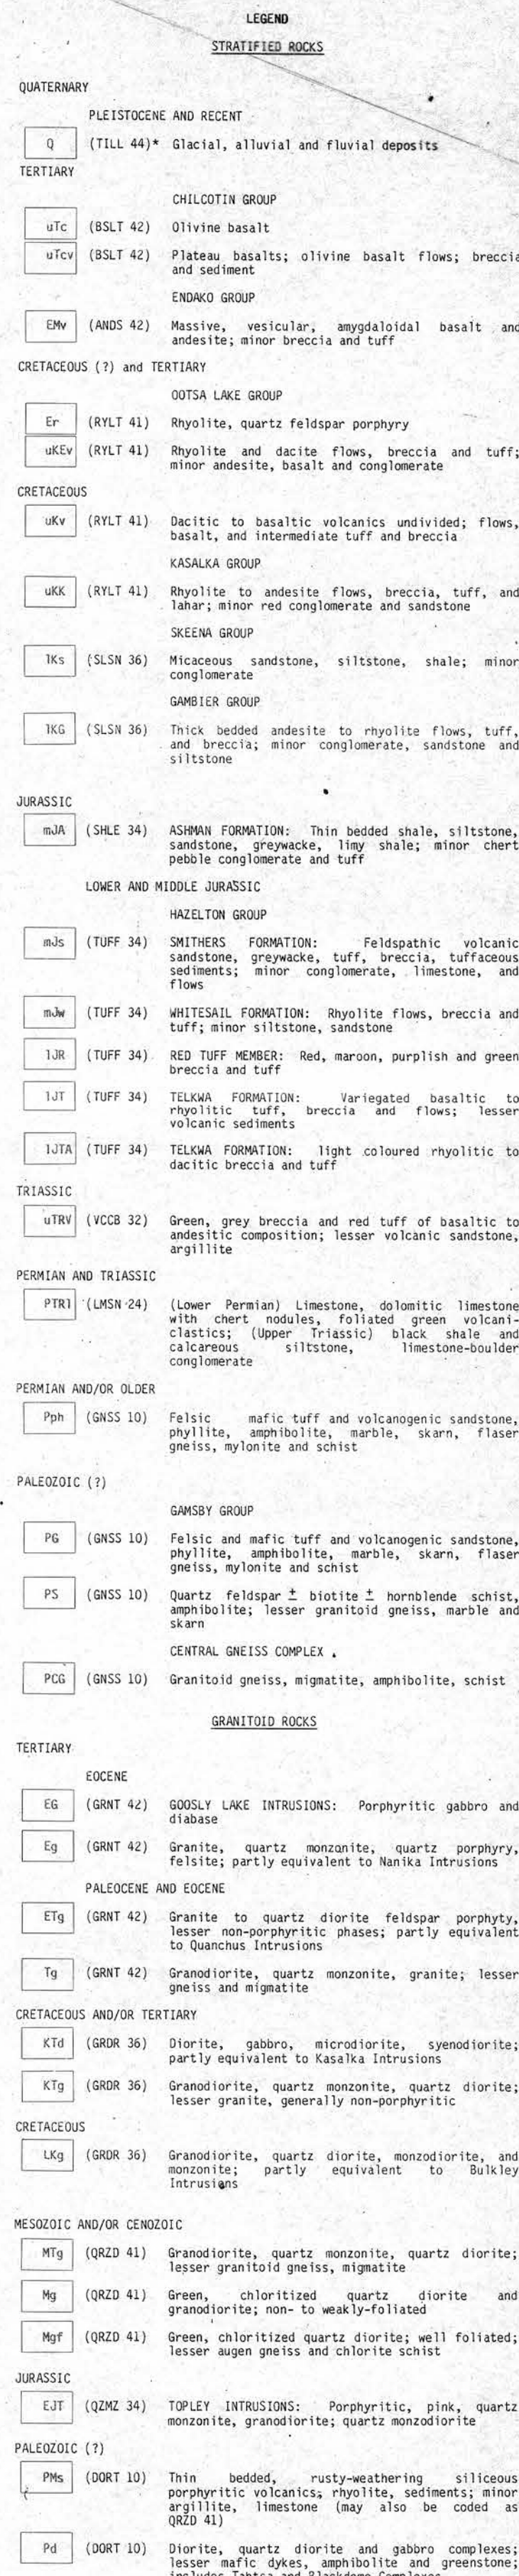 LEGEND
STRATIFIED ROCKS
QUATERNARY
PLEISTOCENE AND RECENT
Q (TILL 44)* Glacial, alluvial and fluvial deposits
TERTIARY
CHILCOTIN GROUP
uTc (BSLT 42) Olivine basalt
uTcv (BSLT 42) Plateau basalts; olivine basalt flows; breccia
and sediment
ENDAKO GROUP
EMv (ANDS 42) Massive, vesicular, amygdaloidal basalt and
andesite; minor breccia and tuff
CRETACEOUS (?) and TERTIARY
OOTSA LAKE GROUP
Er (RYLT 41) Rhyolite, quartz feldspar porphyry
uKEv (RYLT 41) Rhyolite and dacite flows, breccia and tuff;
minor andesite, basalt and conglomerate
CRETACEOUS
uKv (RYLT 41) Dacitic to basaltic volcanics undivided; flows,
basalt, and intermediate tuff and breccia
KASALKA GROUP
uKK (RYLT 41) Rhyolite to andesite flows, breccia, tuff, and
lahar; minor red conglomerate and sandstone
SKEENA GROUP
lKs (SLSN 36) Micaceous sandstone, siltstone, shale; minor
conglomerate
GAMBIER GROUP
lKG (SLSN 36) Thick bedded andesite to rhyolite flows, tuff,
and breccia; minor conglomerate, sandstone and
siltstone
JURASSIC
mJA (SHLE 34) ASHMAN FORMATION: Thin bedded shale, siltstone,
sandstone, greywacke, limy shale; minor chert
pebble conglomerate and tuff
LOWER AND MIDDLE JURASSIC
HAZELTON GROUP
mJs (TUFF 34) SMITHERS FORMATION: Feldspathic volcanic
sandstone, greywacke, tuff, breccia, tuffaceous
sediments; minor conglomerate, limestone, and
flows
mJw (TUFF 34) WHITESAIL FORMATION: Rhyolite flows, breccia and
tuff; minor siltstone, sandstone
lJR (TUFF 34) RED TUFF MEMBER: Red, maroon, purplish and green
breccia and tuff
lJT (TUFF 34) TELKWA FORMATION: Variegated basaltic to
rhyolitic tuff, breccia and flows; lesser
volcanic sediments
lJTA (TUFF 34) TELKWA FORMATION: light coloured rhyolitic to
dacitic breccia and tuff
TRIASSIC
uTRV (VCCB 32) Green, grey breccia and red tuff of basaltic to
andesitic composition; lesser volcanic sandstone,
argillite
PERMIAN AND TRIASSIC
PTRl (LMSN 24) (Lower Permian) Limestone, dolomitic limestone
with chert nodules, foliated green volcani-
clastics; (Upper Triassic) black shale and
calcareous siltstone, limestone-boulder
conglomerate
PERMIAN AND/OR OLDER
Pph (GNSS 10) Felsic mafic tuff and volcanogenic sandstone,
phyllite, amphibolite, marble, skarn, flaser
gneiss, mylonite and schist
PALEOZOIC (?)
GAMSBY GROUP
PG (GNSS 10) Felsic and mafic tuff and volcanogenic sandstone,
phyllite, amphibolite, marble, skarn, flaser
gneiss, mylonite and schist
PS (GNSS 10) Quartz feldspar ± biotite ± hornblende schist,
amphibolite; lesser granitoid gneiss, marble and
skarn
CENTRAL GNEISS COMPLEX
PCG (GNSS 10) Granitoid gneiss, migmatite, amphibolite, schist
GRANITOID ROCKS
TERTIARY
EOCENE
EG (GRNT 42) GOOSLY LAKE INTRUSIONS: Porphyritic gabbro and
diabase
Eg (GRNT 42) Granite, quartz monzonite, quartz porphyry,
felsite; partly equivalent to Nanika Intrusions
PALEOCENE AND EOCENE
ETg (GRNT 42) Granite to quartz diorite feldspar porphyty,
lesser non-porphyritic phases; partly equivalent
to Quanchus Intrusions
Tg (GRNT 42) Granodiorite, quartz monzonite, granite; lesser
gneiss and migmatite
CRETACEOUS AND/OR TERTIARY
KTd (GRDR 36) Diorite, gabbro, microdiorite, syenodiorite;
partly equivalent to Kasalka Intrusions
KTg (GRDR 36) Granodiorite, quartz monzonite, quartz diorite;
lesser granite, generally non-porphyritic
CRETACEOUS
LKg (GRDR 36) Granodiorite, quartz diorite, monzodiorite, and
monzonite; partly equivalent to Bulkley
Intrusions
MESOZOIC AND/OR CENOZOIC
MTg (QRZD 41) Granodiorite, quartz monzonite, quartz diorite;
lesser granitoid gneiss, migmatite
Mg (QRZD 41) Green, chloritized quartz diorite and
granodiorite; non- to weakly-foliated
Mgf (QRZD 41) Green, chloritized quartz diorite; well foliated;
lesser augen gneiss and chlorite schist
JURASSIC
EJT (QZMZ 34) TOPLEY INTRUSIONS: Porphyritic, pink, quartz
monzonite, granodiorite; quartz monzodiorite
PALEOZOIC (?)
PMs (DORT 10) Thin bedded, rusty-weathering siliceous
porphyritic volcanics, rhyolite, sediments; minor
argillite, limestone (may also be coded as
QRZD 41)
Pd (DORT 10) Diorite, quartz diorite and gabbro complexes;
lesser mafic dykes, amphibolite and greenstone;